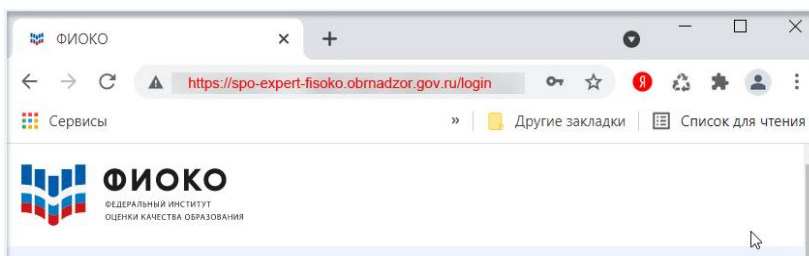 ФИОКО
https://spo-expert-fisoko.obrnadzor.gov.ru/login
Сервисы » Другие закладки Список для чтения
ФИОКО
ФЕДЕРАЛЬНЫЙ ИНСТИТУТ
ОЦЕНКИ КАЧЕСТВА ОБРАЗОВАНИЯ